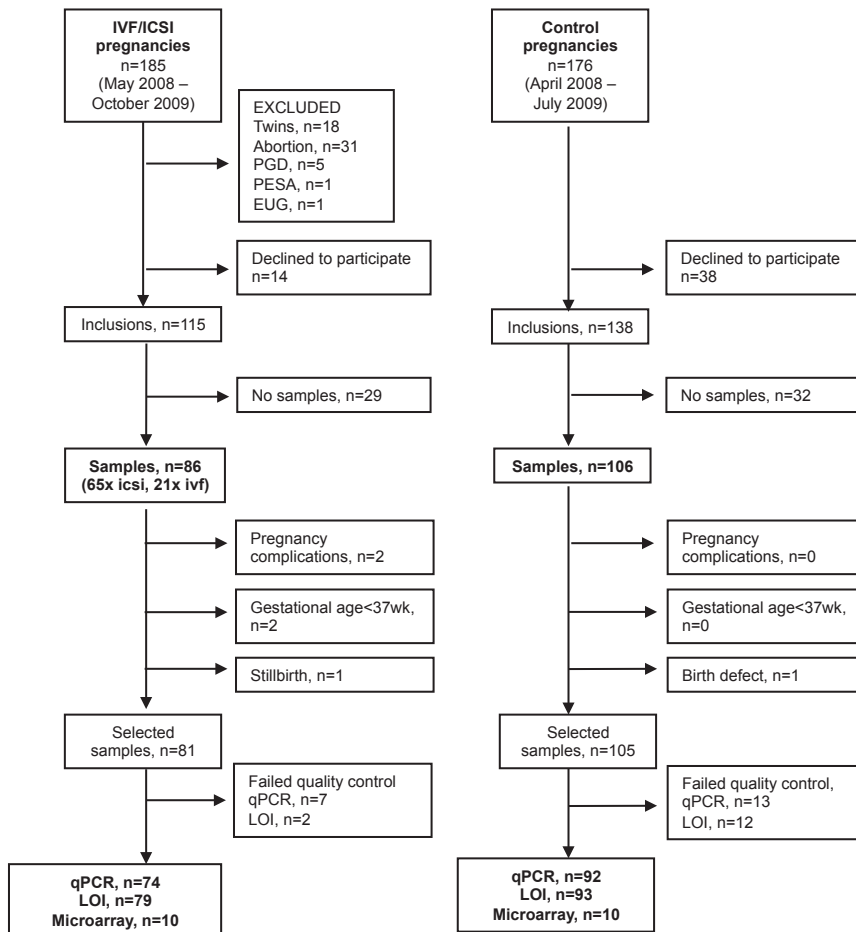 IVF/ICSI
pregnancies
n=185
(May 2008 –
October 2009)
EXCLUDED
Twins, n=18
Abortion, n=31
PGD, n=5
PESA, n=1
EUG, n=1
Declined to participate
n=14
Inclusions, n=115
No samples, n=29
Samples, n=86
(65x icsi, 21x ivf)
Pregnancy
complications, n=2
Gestational age<37wk,
n=2
Stillbirth, n=1
Selected
samples, n=81
Failed quality control
qPCR, n=7
LOI, n=2
qPCR, n=74
LOI, n=79
Microarray, n=10
Control
pregnancies
n=176
(April 2008 –
July 2009)
Declined to participate
n=38
Inclusions, n=138
No samples, n=32
Samples, n=106
Pregnancy
complications, n=0
Gestational age<37wk,
n=0
Birth defect, n=1
Selected
samples, n=105
Failed quality control,
qPCR, n=13
LOI, n=12
qPCR, n=92
LOI, n=93
Microarray, n=10